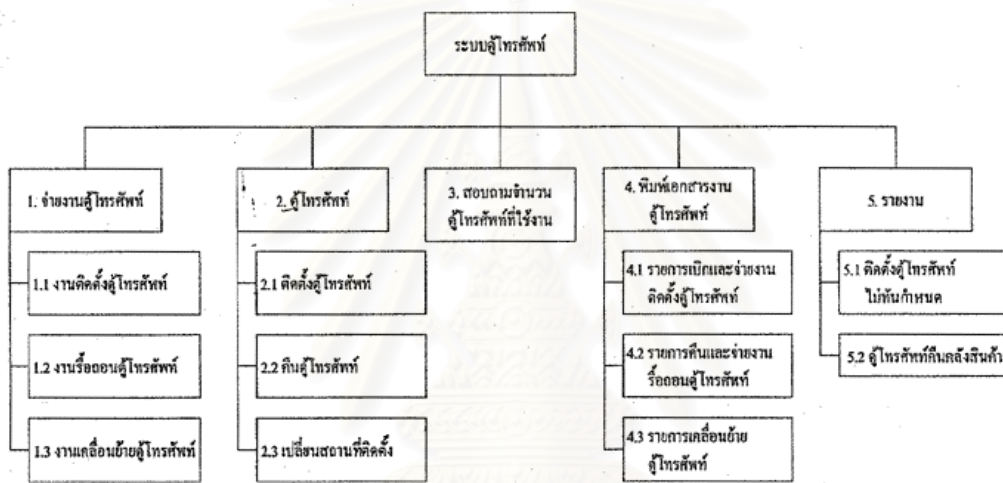 ระบบตู้โทรศัพท์
1. จ่ายงานตู้โทรศัพท์
1.1 งานติดตั้งตู้โทรศัพท์
1.2 งานรื้อถอนตู้โทรศัพท์
1.3 งานเคลื่อนย้ายตู้โทรศัพท์
2. ตู้โทรศัพท์
2.1 ติดตั้งตู้โทรศัพท์
2.2 คืนตู้โทรศัพท์
2.3 เปลี่ยนสถานที่ติดตั้ง
3. สอบถามจำนวน
ตู้โทรศัพท์ที่ใช้งาน
4. พิมพ์เอกสารงาน
ตู้โทรศัพท์
4.1 รายการเบิกและจ่ายงาน
ติดตั้งตู้โทรศัพท์
4.2 รายการคืนและจ่ายงาน
รื้อถอนตู้โทรศัพท์
4.3 รายการเคลื่อนย้าย
ตู้โทรศัพท์
5. รายงาน
5.1 ติดตั้งตู้โทรศัพท์
ไม่ทันกำหนด
5.2 ตู้โทรศัพท์คืนคลังสินค้า